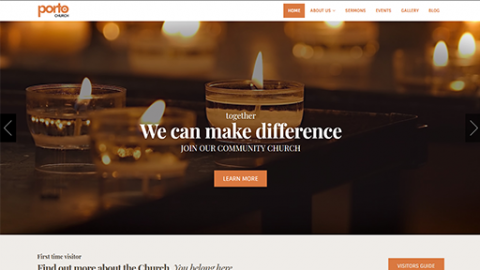 porto
CHURCH
HOME ABOUT US SERMONS EVENTS GALLERY BLOG
together
We can make difference
JOIN OUR COMMUNITY CHURCH
LEARN MORE
First time visitor
Find out more about the Church. You belong here
VISITORS GUIDE